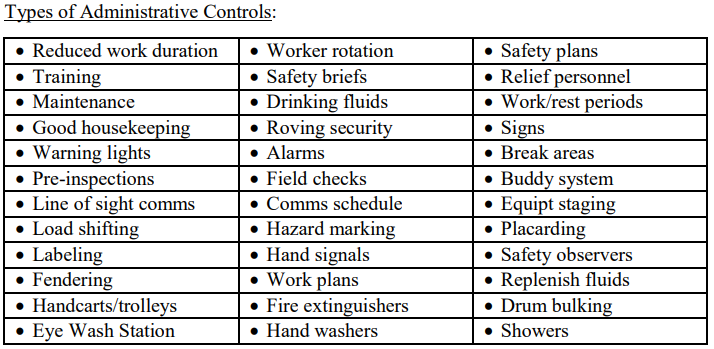 Types of Administrative Controls:
• Reduced work duration • Worker rotation • Safety plans
• Training • Safety briefs • Relief personnel
• Maintenance • Drinking fluids • Work/rest periods
• Good housekeeping • Roving security • Signs
• Warning lights • Alarms • Break areas
• Pre-inspections • Field checks • Buddy system
• Line of sight comms • Comms schedule • Equipt staging
• Load shifting • Hazard marking • Placarding
• Labeling • Hand signals • Safety observers
• Fendering • Work plans • Replenish fluids
• Handcarts/trolleys • Fire extinguishers • Drum bulking
• Eye Wash Station • Hand washers • Showers